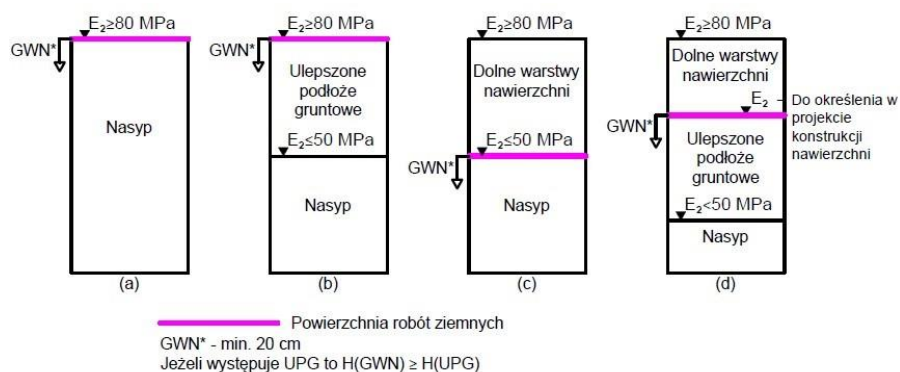 E₂≥80 MPa
GWN*
Nasyp
(a)
E₂≥80 MPa
GWN*
Ulepszone
podłoże
gruntowe
E₂≤50 MPa
Nasyp
(b)
E₂≥80 MPa
Dolne warstwy
nawierzchni
E₂≤50 MPa
GWN*
Nasyp
(c)
E₂≥80 MPa
Dolne warstwy
nawierzchni
E₂ – Do określenia w
projekcie
konstrukcji
nawierzchni
GWN*
Ulepszone
podłoże
gruntowe
E₂<50 MPa
Nasyp
(d)
Powierzchnia robót ziemnych
GWN* - min. 20 cm
Jeżeli występuje UPG to H(GWN) ≥ H(UPG)